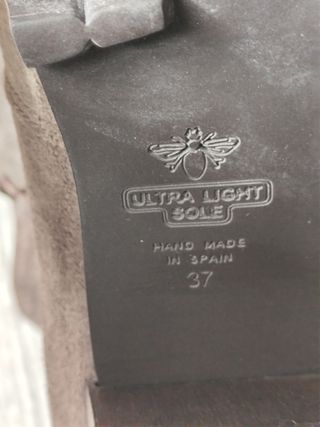 ULTRA LIGHT
SOLE
HAND MADE
IN SPAIN
37